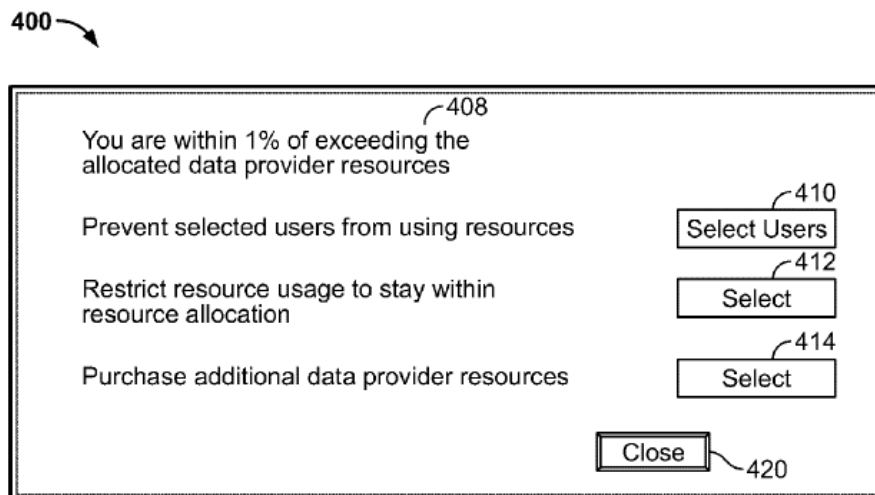 400
408
You are within 1% of exceeding the
allocated data provider resources
410
Prevent selected users from using resources Select Users
412
Restrict resource usage to stay within
resource allocation
Select
414
Purchase additional data provider resources Select
Close
420